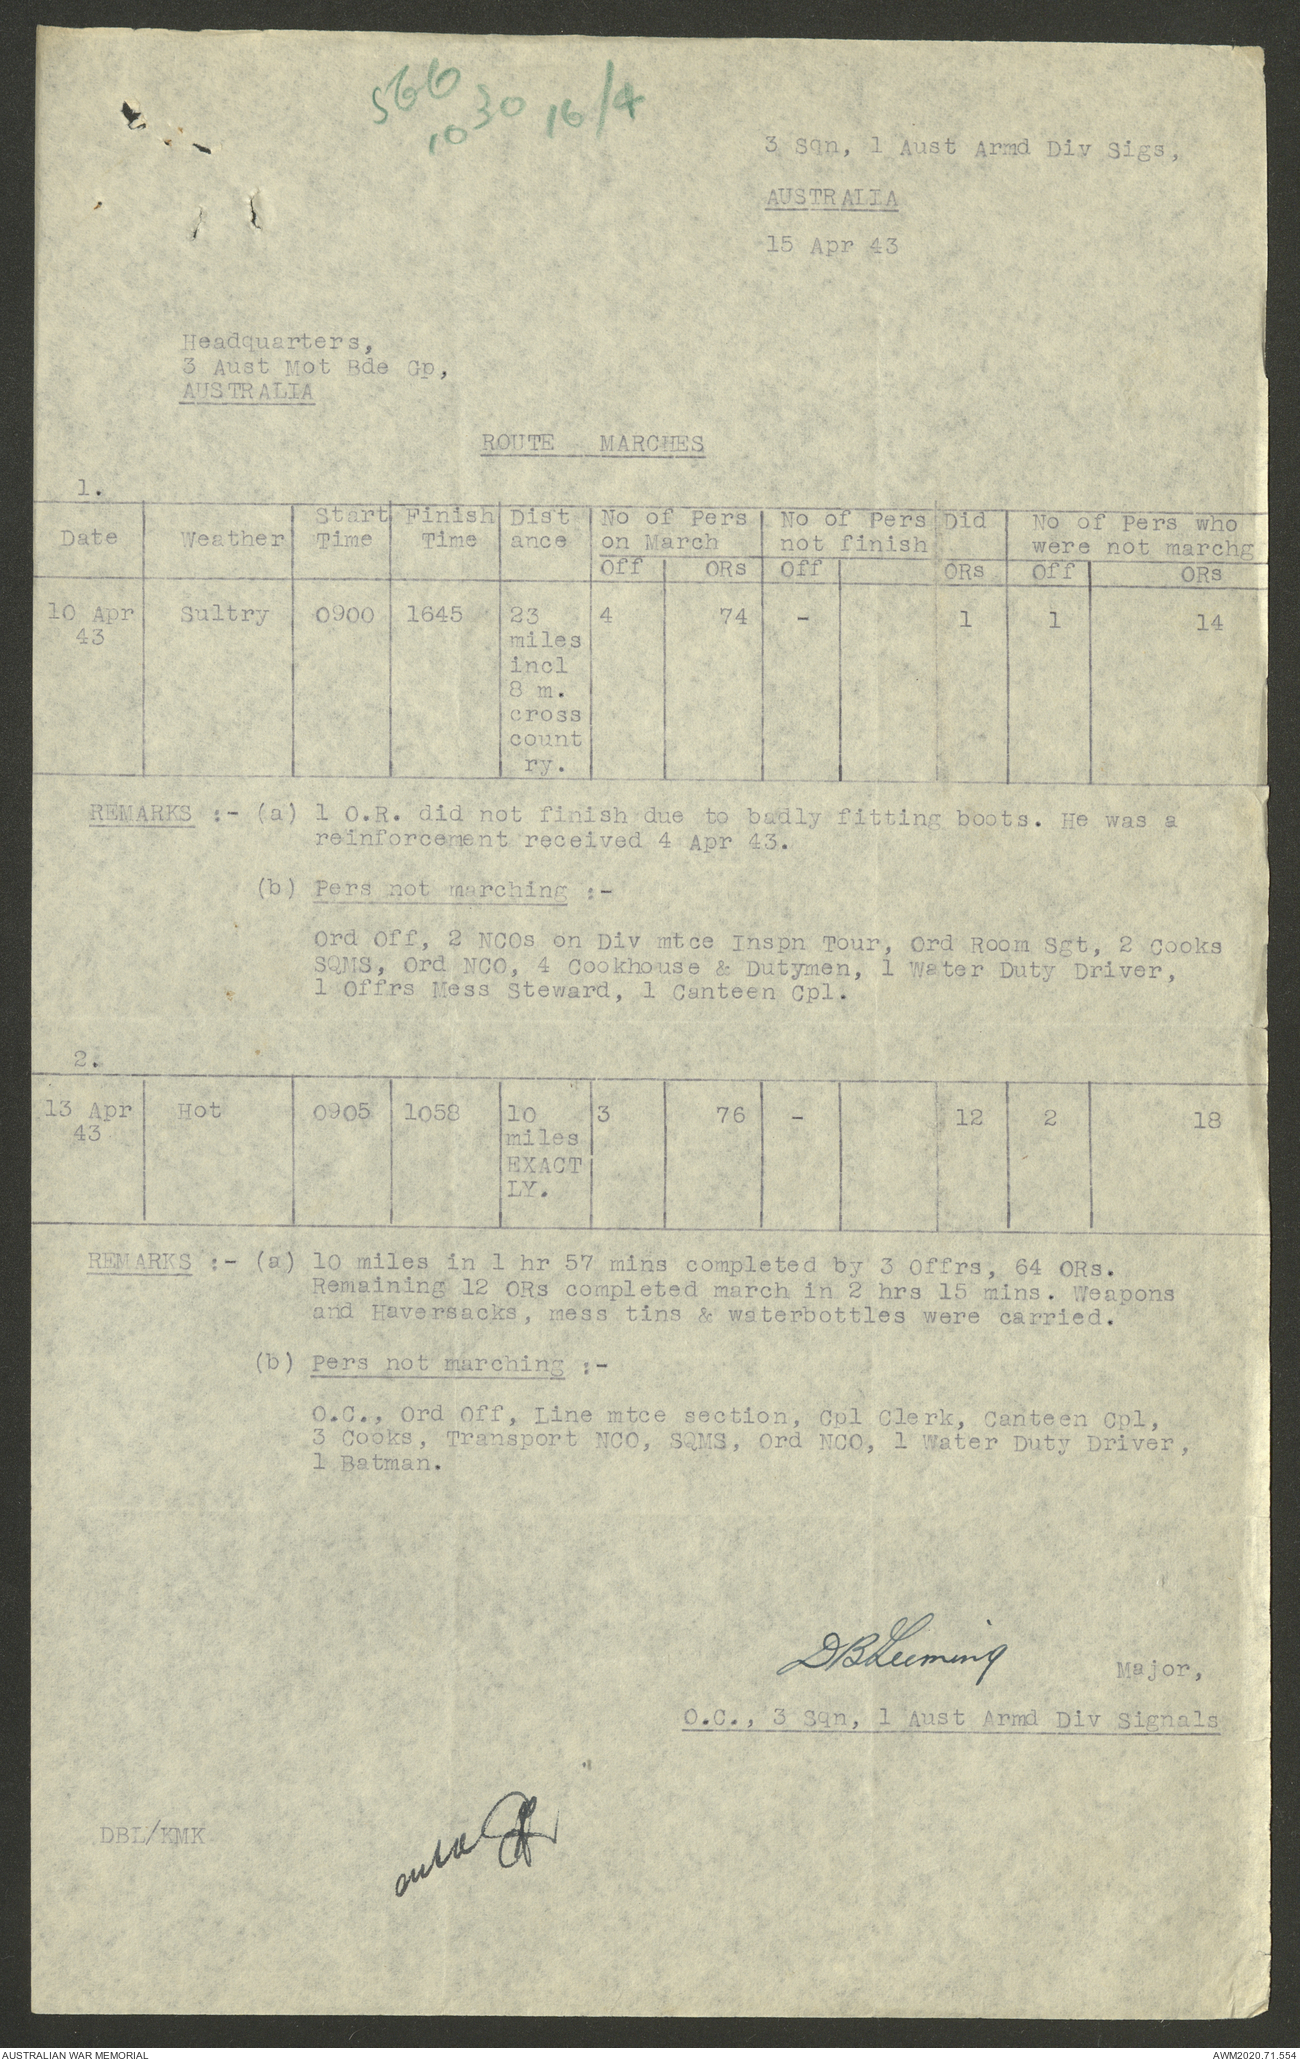 566
1030 16/4
3 Sqn, 1 Aust Armd Div Sigs,
AUSTRALIA
15 Apr 43
Headquarters,
3 Aust Mot Bde Gp,
AUSTRALIA
ROUTE MARCHES
1.
Date Weather Start Time Finish Time Dist ance No of Pers on March No of Pers Did not finish No of Pers who were not marchg
Off ORs Off ORs Off ORs
10 Apr 43 Sultry 0900 1645 23 4 74 - 1 1 14
miles
incl
8 m.
cross
count
ry.
REMARKS :- (a) 1 O.R. did not finish due to badly fitting boots. He was a
reinforcement received 4 Apr 43.
(b) Pers not marching :-
Ord Off, 2 NCOs on Div mtce Inspn Tour, Ord Room Sgt, 2 Cooks
SQMS, Ord NCO, 4 Cookhouse & Dutymen, 1 Water Duty Driver,
1 Offrs Mess Steward, 1 Canteen Cpl.
2.
13 Apr 43 Hot 0905 1058 10 3 76 - 12 2 18
miles
EXACT
LY.
REMARKS :- (a) 10 miles in 1 hr 57 mins completed by 3 Offrs, 64 ORs.
Remaining 12 ORs completed march in 2 hrs 15 mins. Weapons
and Haversacks, mess tins & waterbottles were carried.
(b) Pers not marching :-
O.C., Ord Off, Line mtce section, Cpl Clerk, Canteen Cpl,
3 Cooks, Transport NCO, SQMS, Ord NCO, 1 Water Duty Driver,
1 Batman.
DBLeeming Major,
O.C., 3 Sqn, 1 Aust Armd Div Signals
DBL/KMK
AUSTRALIAN WAR MEMORIAL
AWM2020.71.554